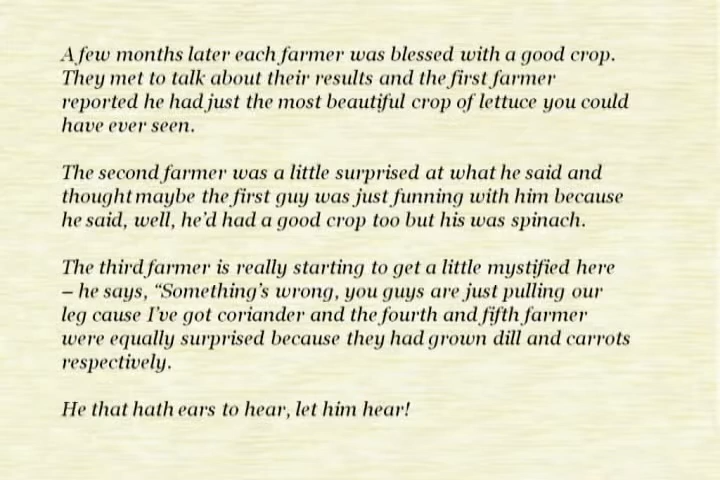 A few months later each farmer was blessed with a good crop.
They met to talk about their results and the first farmer
reported he had just the most beautiful crop of lettuce you could
have ever seen.
The second farmer was a little surprised at what he said and
thought maybe the first guy was just funning with him because
he said, well, he'd had a good crop too but his was spinach.
The third farmer is really starting to get a little mystified here
– he says, “Something's wrong, you guys are just pulling our
leg cause I've got coriander and the fourth and fifth farmer
were equally surprised because they had grown dill and carrots
respectively.
He that hath ears to hear, let him hear!